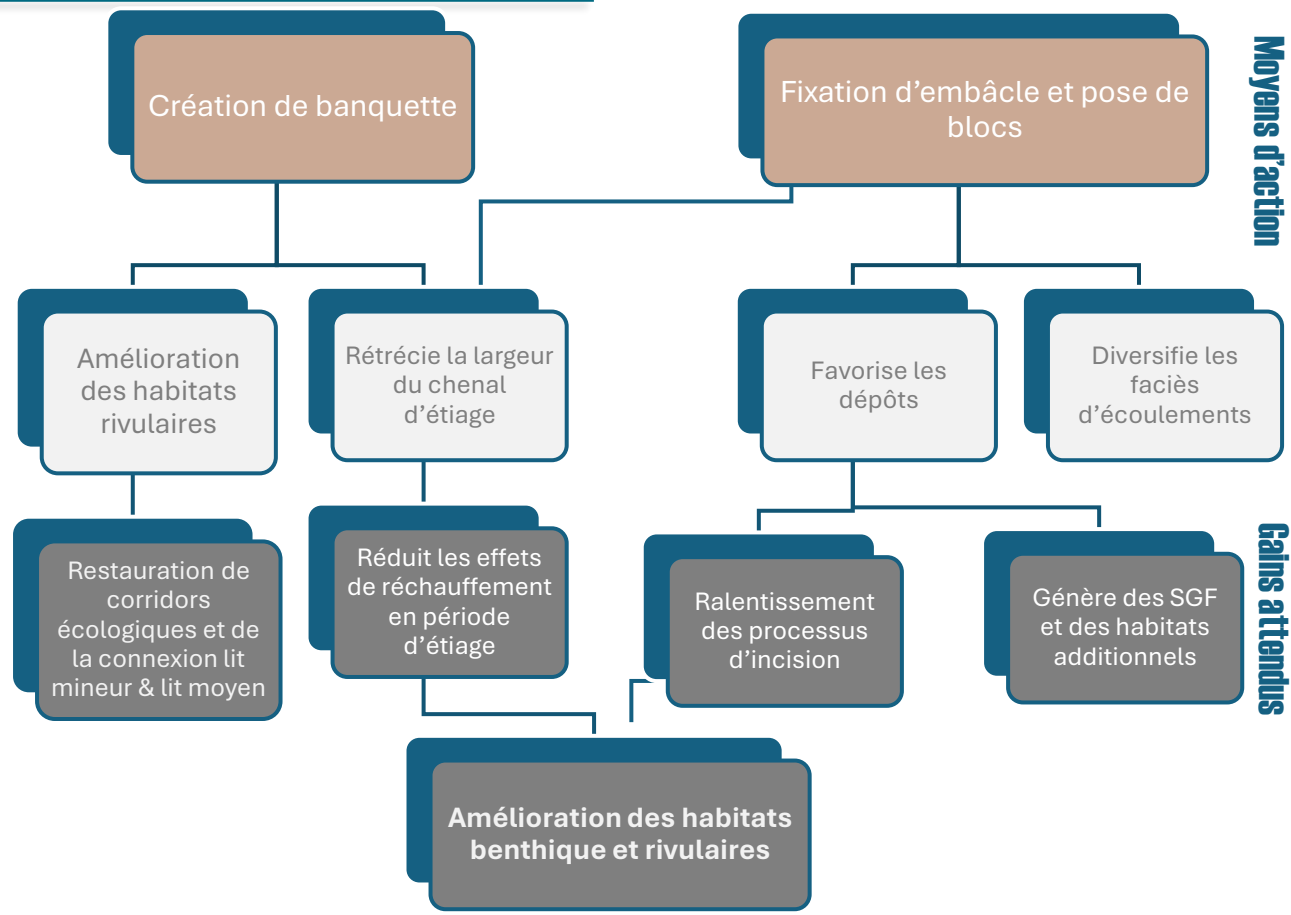 Création de banquette
Fixation d'embâcle et pose de
blocs
Moyens d'action
Amélioration
des habitats
rivulaires
Rétrécie la largeur
du chenal
d'étiage
Favorise les
dépôts
Diversifie les
faciès
d'écoulements
Restauration de
corridors
écologiques et de
la connexion lit
mineur & lit moyen
Réduit les effets
de réchauffement
en période
d'étiage
Ralentissement
des processus
d'incision
Génère des SGF
et des habitats
additionnels
Gains attendus
Amélioration des habitats
benthique et rivulaires